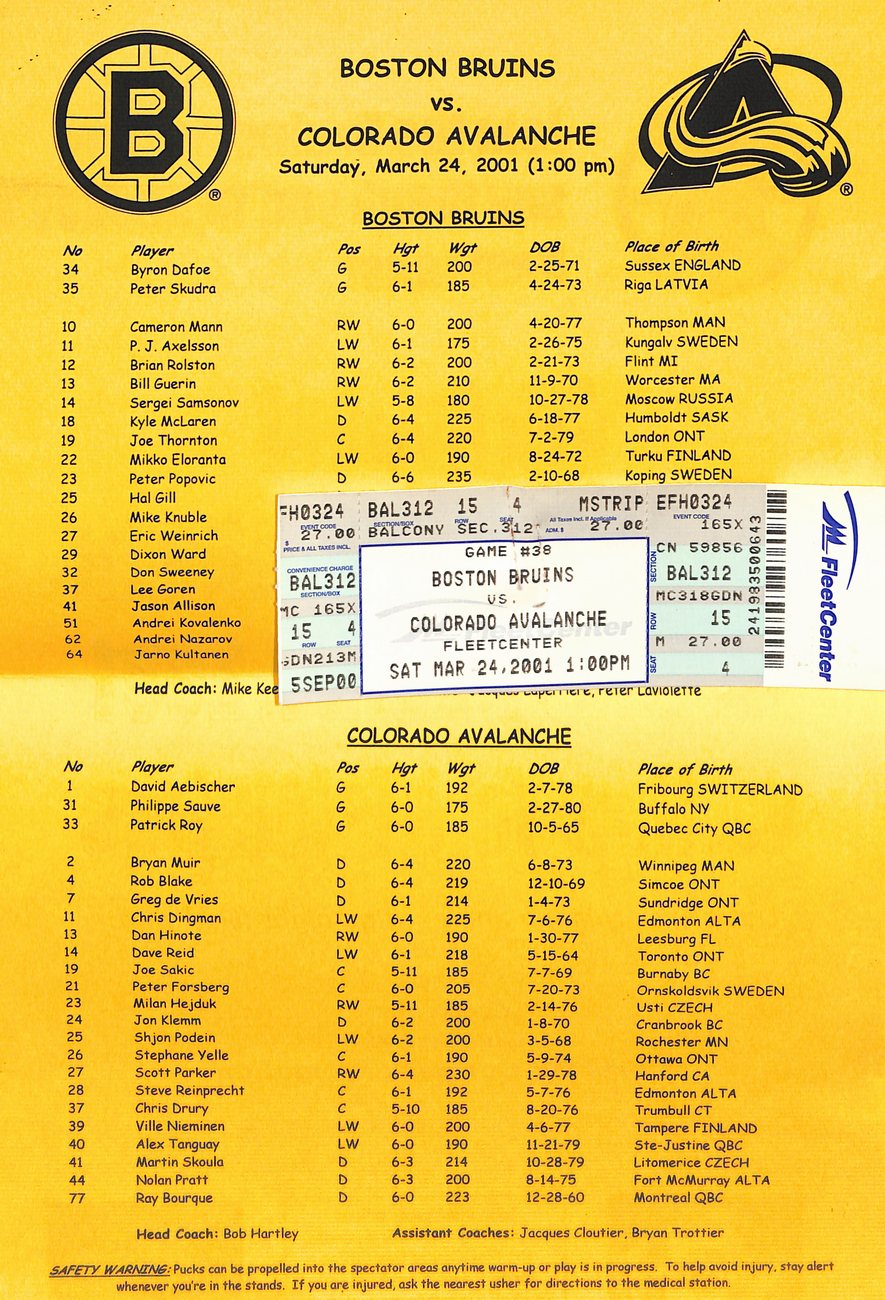 B
BOSTON BRUINS
vs.
COLORADO AVALANCHE
Saturday, March 24, 2001 (1:00 pm)
A
®
®
BOSTON BRUINS
No Player Pos Hgt Wgt DOB Place of Birth
34 Byron Dafoe G 5-11 200 2-25-71 Sussex ENGLAND
35 Peter Skudra G 6-1 185 4-24-73 Riga LATVIA
10 Cameron Mann RW 6-0 200 4-20-77 Thompson MAN
11 P. J. Axelsson LW 6-1 175 2-26-75 Kungalv SWEDEN
12 Brian Rolston RW 6-2 200 2-21-73 Flint MI
13 Bill Guerin RW 6-2 210 11-9-70 Worcester MA
14 Sergei Samsonov LW 5-8 180 10-27-78 Moscow RUSSIA
18 Kyle McLaren D 6-4 225 6-18-77 Humboldt SASK
19 Joe Thornton C 6-4 220 7-2-79 London ONT
22 Mikko Eloranta LW 6-0 190 8-24-72 Turku FINLAND
23 Peter Popovic D 6-6 235 2-10-68 Koping SWEDEN
25 Hal Gill
26 Mike Knuble
27 Eric Weinrich
29 Dixon Ward
32 Don Sweeney
37 Lee Goren
41 Jason Allison
51 Andrei Kovalenko
62 Andrei Nazarov
64 Jarno Kultanen
Head Coach: Mike Kee
Jacques Laperriere, Peter Laviolette
FH0324 BAL312 15 4 MSTRIP EFH0324
EVENT CODE SECTION/BOX ROW SEAT All Taxes Incl. If Applicable EVENT CODE
$ 27.00 BALCONY SEC.312 ADM. $ 27.00 165X
PRICE & ALL TAXES INCL.
GAME #38
CN 59856
CONVENIENCE CHARGE
BAL312
SECTION/BOX
BOSTON BRUINS
VS.
COLORADO AVALANCHE
FLEETCENTER
SAT MAR 24,2001 1:00PM
MC 165X
15 4
ROW SEAT
GDN213M
5SEP00
SECTION
BAL312
MC318GDN
ROW
15
M 27.00
SEAT
4
241983500643
FleetCenter
COLORADO AVALANCHE
No Player Pos Hgt Wgt DOB Place of Birth
1 David Aebischer G 6-1 192 2-7-78 Fribourg SWITZERLAND
31 Philippe Sauve G 6-0 175 2-27-80 Buffalo NY
33 Patrick Roy G 6-0 185 10-5-65 Quebec City QBC
2 Bryan Muir D 6-4 220 6-8-73 Winnipeg MAN
4 Rob Blake D 6-4 219 12-10-69 Simcoe ONT
7 Greg de Vries D 6-1 214 1-4-73 Sundridge ONT
11 Chris Dingman LW 6-4 225 7-6-76 Edmonton ALTA
13 Dan Hinote RW 6-0 190 1-30-77 Leesburg FL
14 Dave Reid LW 6-1 218 5-15-64 Toronto ONT
19 Joe Sakic C 5-11 185 7-7-69 Burnaby BC
21 Peter Forsberg C 6-0 205 7-20-73 Ornskoldsvik SWEDEN
23 Milan Hejduk RW 5-11 185 2-14-76 Usti CZECH
24 Jon Klemm D 6-2 200 1-8-70 Cranbrook BC
25 Shjon Podein LW 6-2 200 3-5-68 Rochester MN
26 Stephane Yelle C 6-1 190 5-9-74 Ottawa ONT
27 Scott Parker RW 6-4 230 1-29-78 Hanford CA
28 Steve Reinprecht C 6-1 192 5-7-76 Edmonton ALTA
37 Chris Drury C 5-10 185 8-20-76 Trumbull CT
39 Ville Nieminen LW 6-0 200 4-6-77 Tampere FINLAND
40 Alex Tanguay LW 6-0 190 11-21-79 Ste-Justine QBC
41 Martin Skoula D 6-3 214 10-28-79 Litomerice CZECH
44 Nolan Pratt D 6-3 200 8-14-75 Fort McMurray ALTA
77 Ray Bourque D 6-0 223 12-28-60 Montreal QBC
Head Coach: Bob Hartley Assistant Coaches: Jacques Cloutier, Bryan Trottier
SAFETY WARNING: Pucks can be propelled into the spectator areas anytime warm-up or play is in progress. To help avoid injury, stay alert
whenever you're in the stands. If you are injured, ask the nearest usher for directions to the medical station.